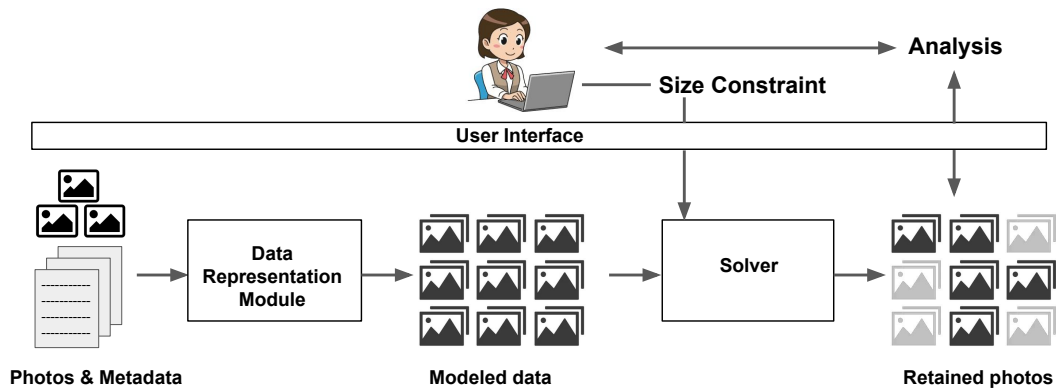 Analysis
Size Constraint
User Interface
Data
Representation
Module
Solver
Photos & Metadata
Modeled data
Retained photos